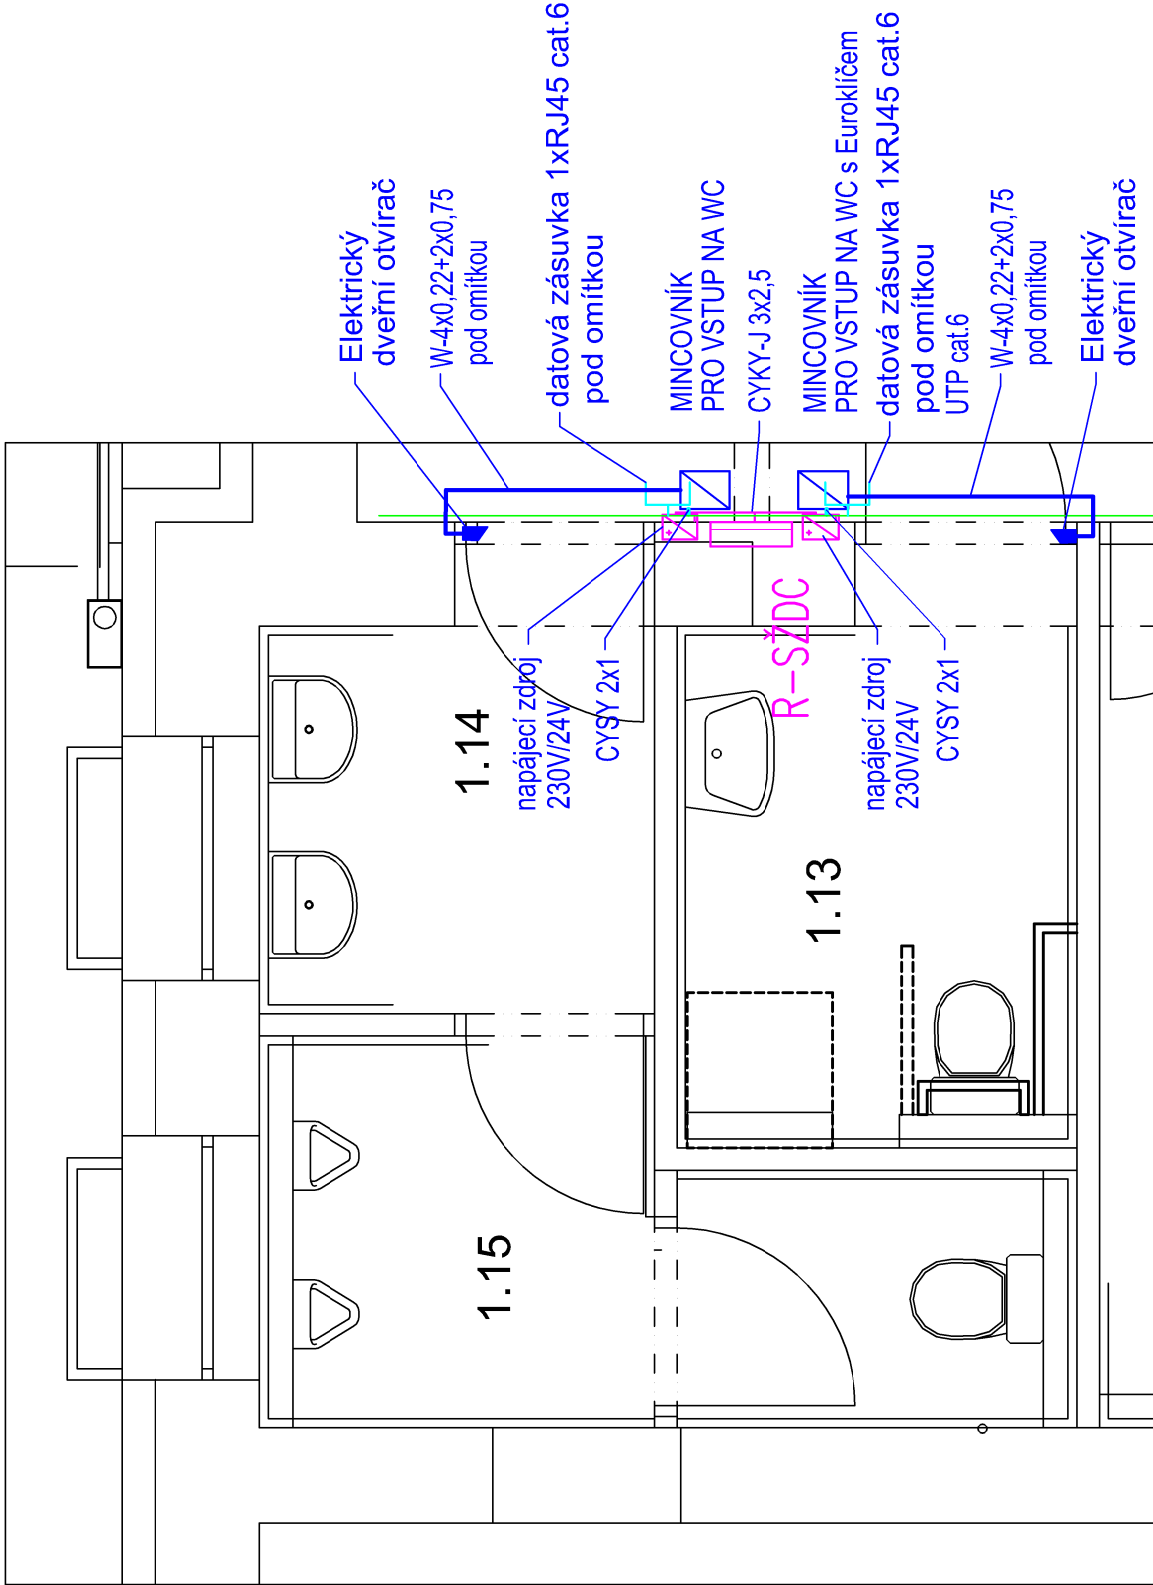 Elektrický
dveřní otvírač
W-4x0,22+2x0,75
pod omítkou
datová zásuvka 1xRJ45 cat.6
pod omítkou
MINCOVNÍK
PRO VSTUP NA WC
CYKY-J 3x2,5
MINCOVNÍK
PRO VSTUP NA WC s Euroklíčem
datová zásuvka 1xRJ45 cat.6
pod omítkou
UTP cat.6
W-4x0,22+2x0,75
pod omítkou
Elektrický
dveřní otvírač
1.14
napájecí zdroj
230V/24V
CYSY 2x1
R-SŽDC
napájecí zdroj
230V/24V
CYSY 2x1
1.13
1.15